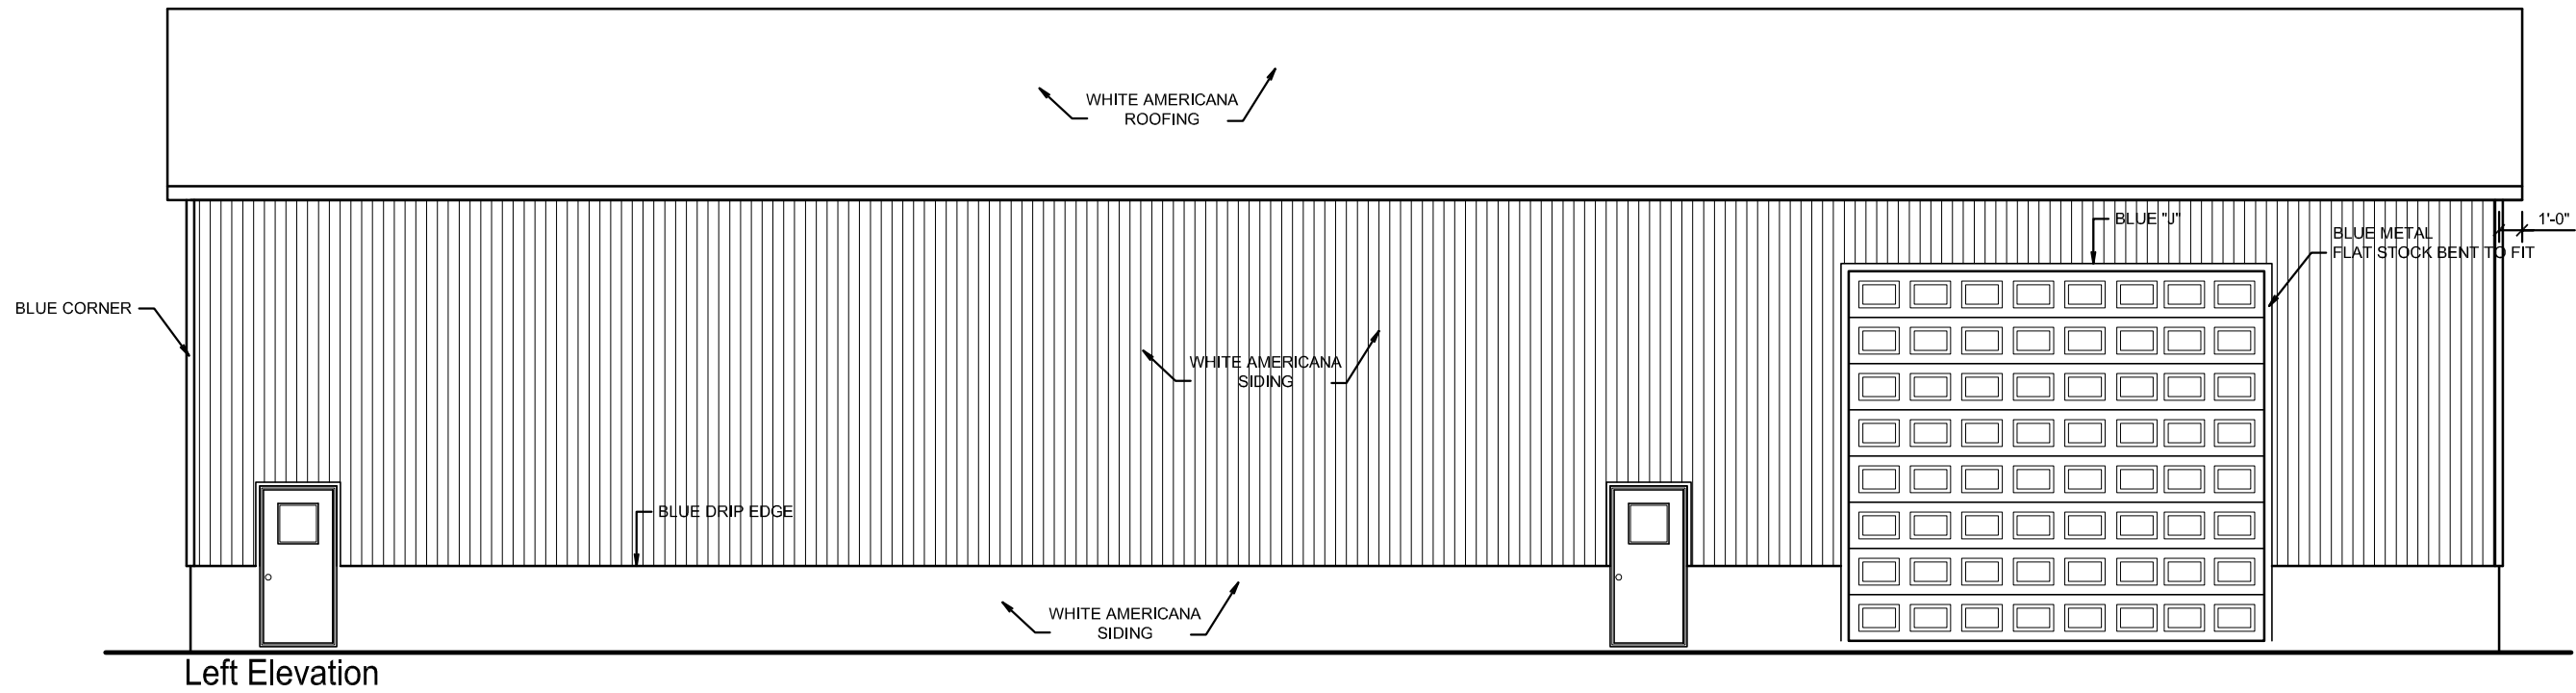 WHITE AMERICANA
ROOFING
BLUE "J"
1'-0"
BLUE METAL
FLAT STOCK BENT TO FIT
BLUE CORNER
WHITE AMERICANA
SIDING
BLUE DRIP EDGE
WHITE AMERICANA
SIDING
Left Elevation